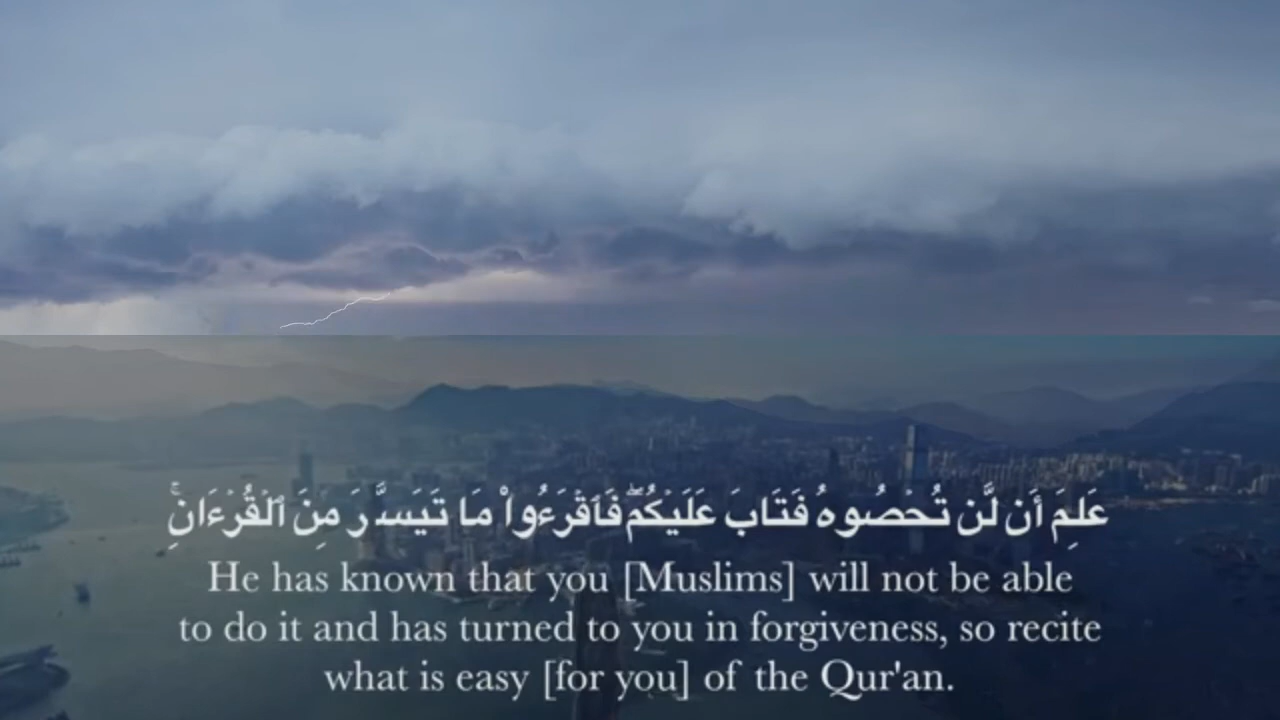 عَلِمَ أَن لَّن تُحْصُوهُ فَتَابَ عَلَيْكُمْ ۖ فَٱقْرَءُوا۟ مَا تَيَسَّرَ مِنَ ٱلْقُرْءَانِ ۚ
He has known that you [Muslims] will not be able
to do it and has turned to you in forgiveness, so recite
what is easy [for you] of the Qur'an.